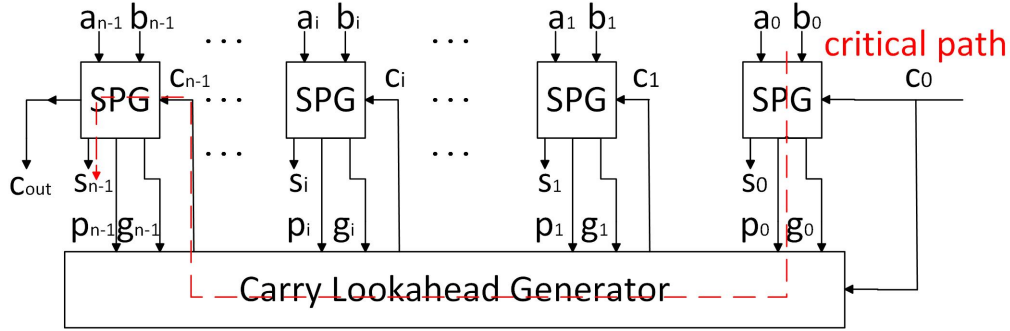 an-1 bn-1 ... ai bi ... a1 b1 a0 b0
critical path
cn-1 ci c1 c0
SPG ... SPG ... SPG SPG
... ...
cout sn-1 si s1 s0
pn-1 gn-1 pi gi p1 g1 p0 g0
Carry Lookahead Generator